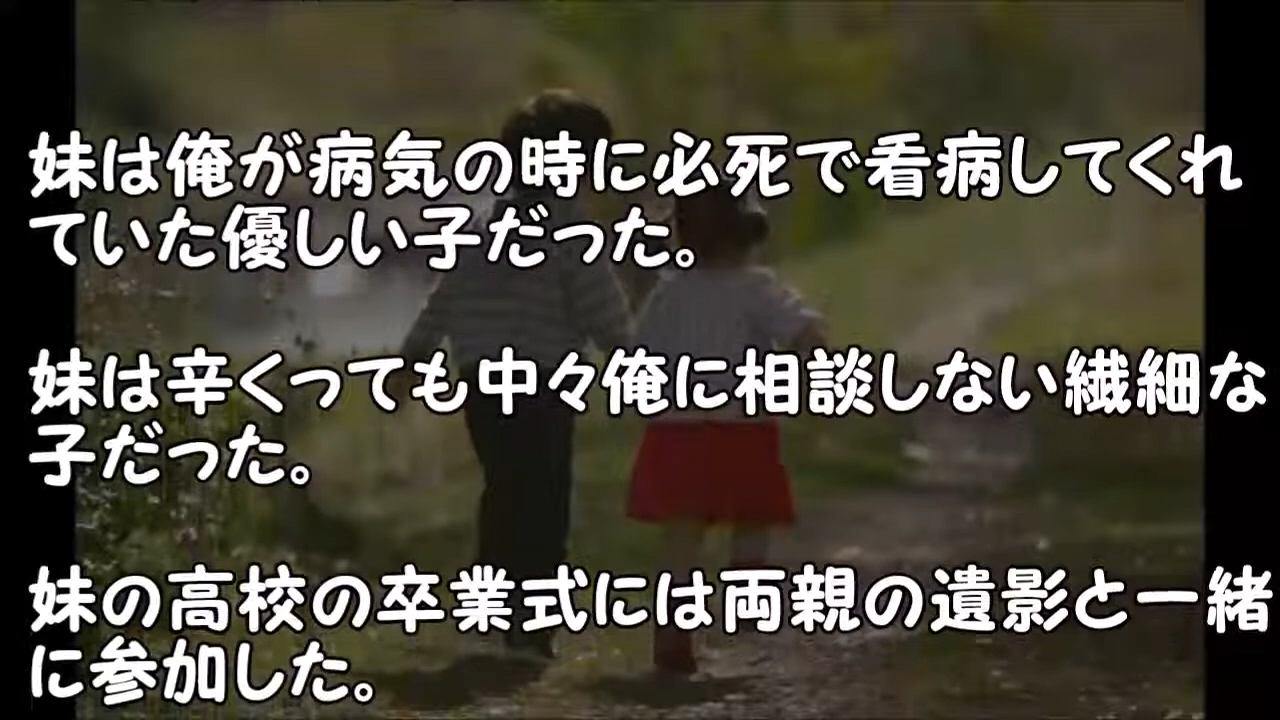 妹は俺が病気の時に必死で看病してくれ
ていた優しい子だった。
妹は辛くっても中々俺に相談しない繊細な
子だった。
妹の高校の卒業式には両親の遺影と一緒
に参加した。